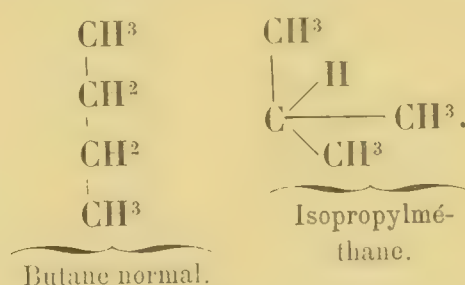 CH³
CH²
CH²
CH³
Butane normal.
CH³
H
C CH³.
CH³
Isopropylmé-
thane.